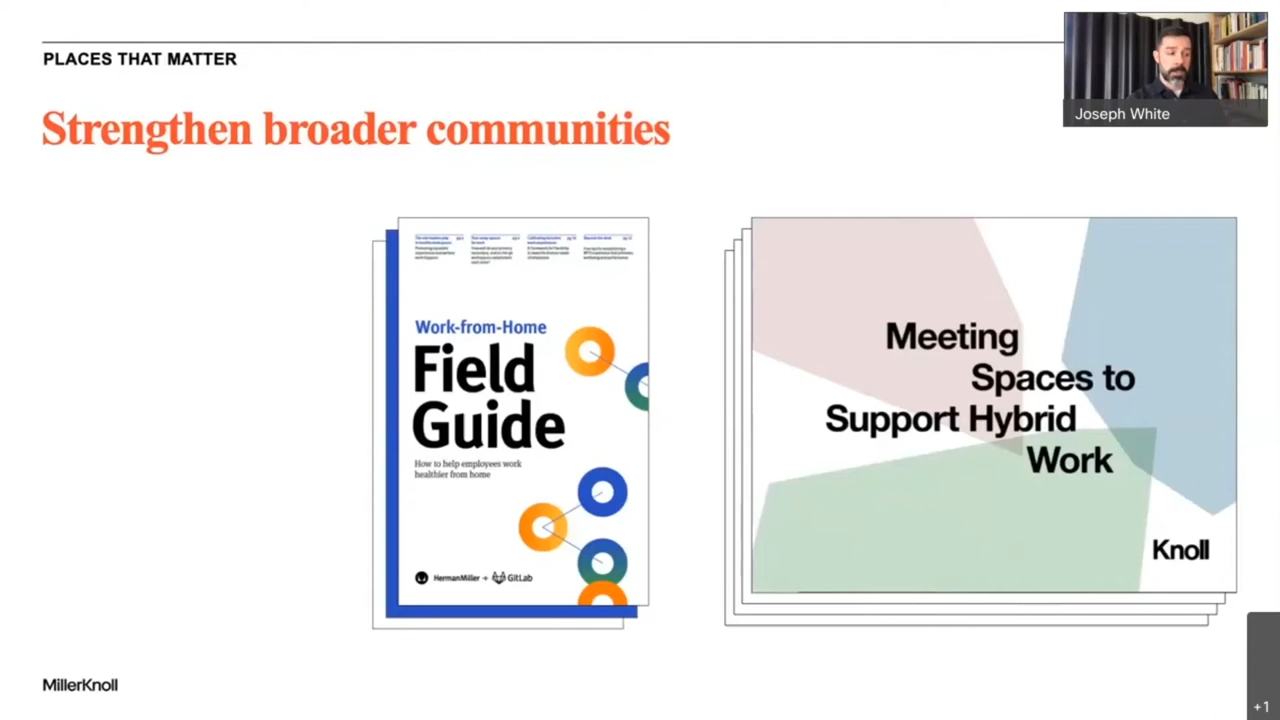 PLACES THAT MATTER
Joseph White
Strengthen broader communities
Work-from-Home
Field
Guide
How to help employees work
healthier from home
HermanMiller + GitLab
Meeting
Spaces to
Support Hybrid
Work
Knoll
MillerKnoll
+1